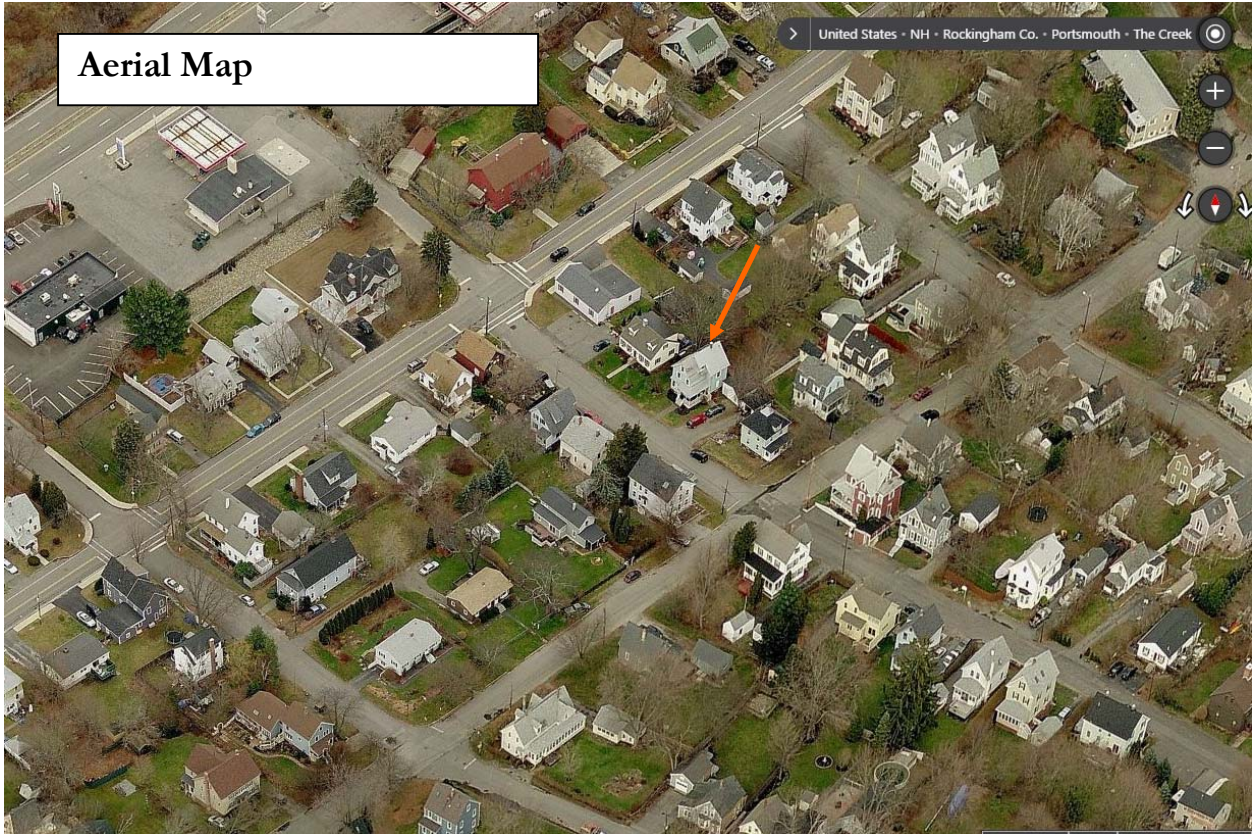 Aerial Map
United States • NH • Rockingham Co. • Portsmouth • The Creek